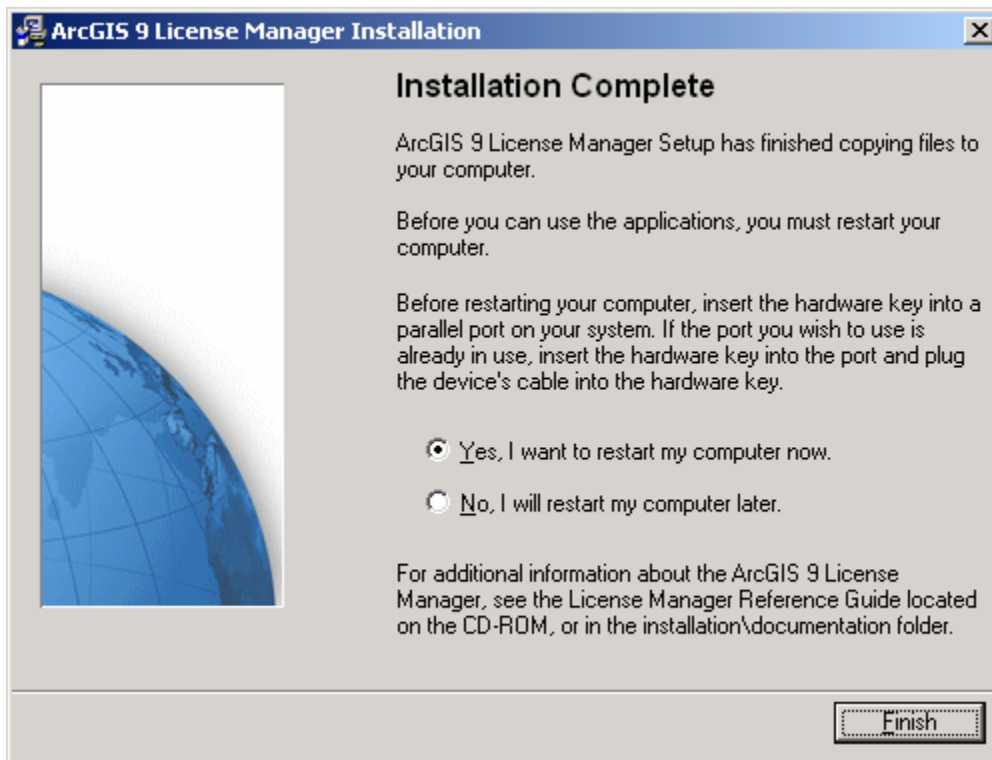 ArcGIS 9 License Manager Installation
Installation Complete
ArcGIS 9 License Manager Setup has finished copying files to
your computer.
Before you can use the applications, you must restart your
computer.
Before restarting your computer, insert the hardware key into a
parallel port on your system. If the port you wish to use is
already in use, insert the hardware key into the port and plug
the device's cable into the hardware key.
Yes, I want to restart my computer now.
No, I will restart my computer later.
For additional information about the ArcGIS 9 License
Manager, see the License Manager Reference Guide located
on the CD-ROM, or in the installation\documentation folder.
Finish